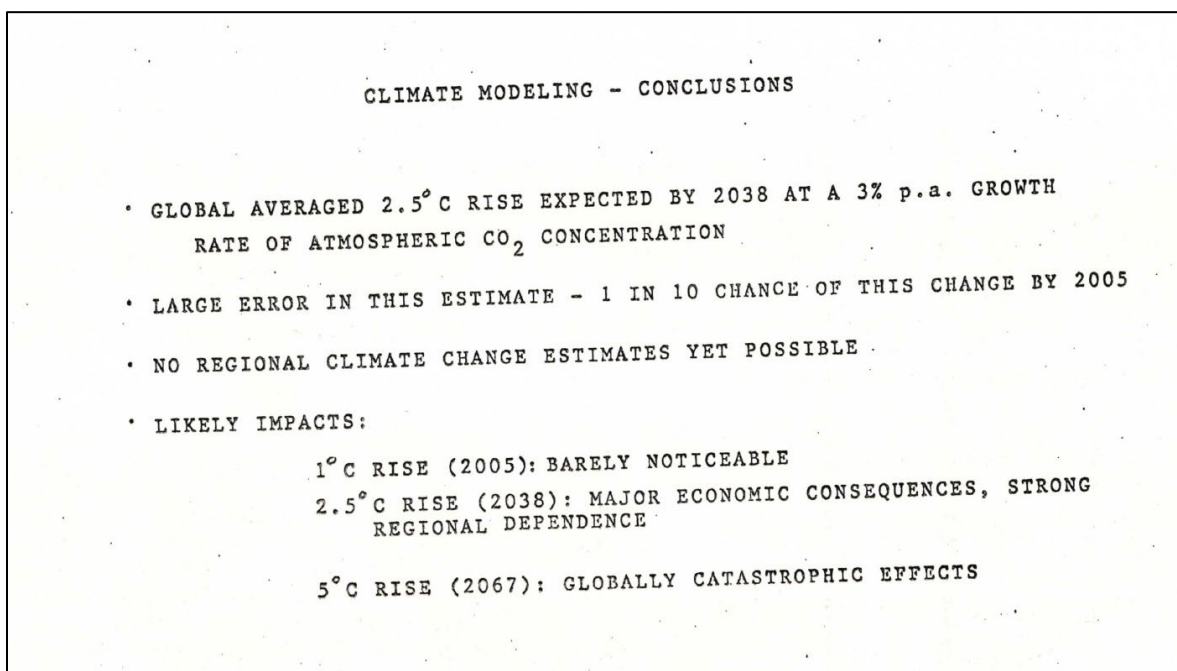 CLIMATE MODELING - CONCLUSIONS
· GLOBAL AVERAGED 2.5°C RISE EXPECTED BY 2038 AT A 3% p.a. GROWTH
RATE OF ATMOSPHERIC CO₂ CONCENTRATION
· LARGE ERROR IN THIS ESTIMATE - 1 IN 10 CHANCE OF THIS CHANGE BY 2005
· NO REGIONAL CLIMATE CHANGE ESTIMATES YET POSSIBLE
· LIKELY IMPACTS:
1°C RISE (2005): BARELY NOTICEABLE
2.5°C RISE (2038): MAJOR ECONOMIC CONSEQUENCES, STRONG
REGIONAL DEPENDENCE
5°C RISE (2067): GLOBALLY CATASTROPHIC EFFECTS